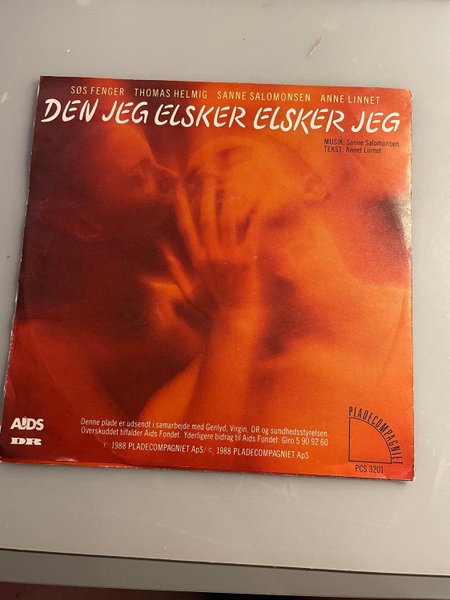 SØS FENGER THOMAS HELMIG SANNE SALOMONSEN ANNE LINNET
DEN JEG ELSKER ELSKER JEG
MUSIK: Sanne Salomonsen
TEKST: Annet Linnet
AIDS
DR
Denne plade er udsendt i samarbejde med Genlyd, Virgin, DR og sundhedsstyrelsen
Overskuddet tilfalder Aids Fondet. Yderligere bidrag til Aids Fondet: Giro 5 90 92 60
℗ 1988 PLADECOMPAGNIET ApS/ © 1988 PLADECOMPAGNIET ApS
PLADECOMPAGNIET
PCS 3201